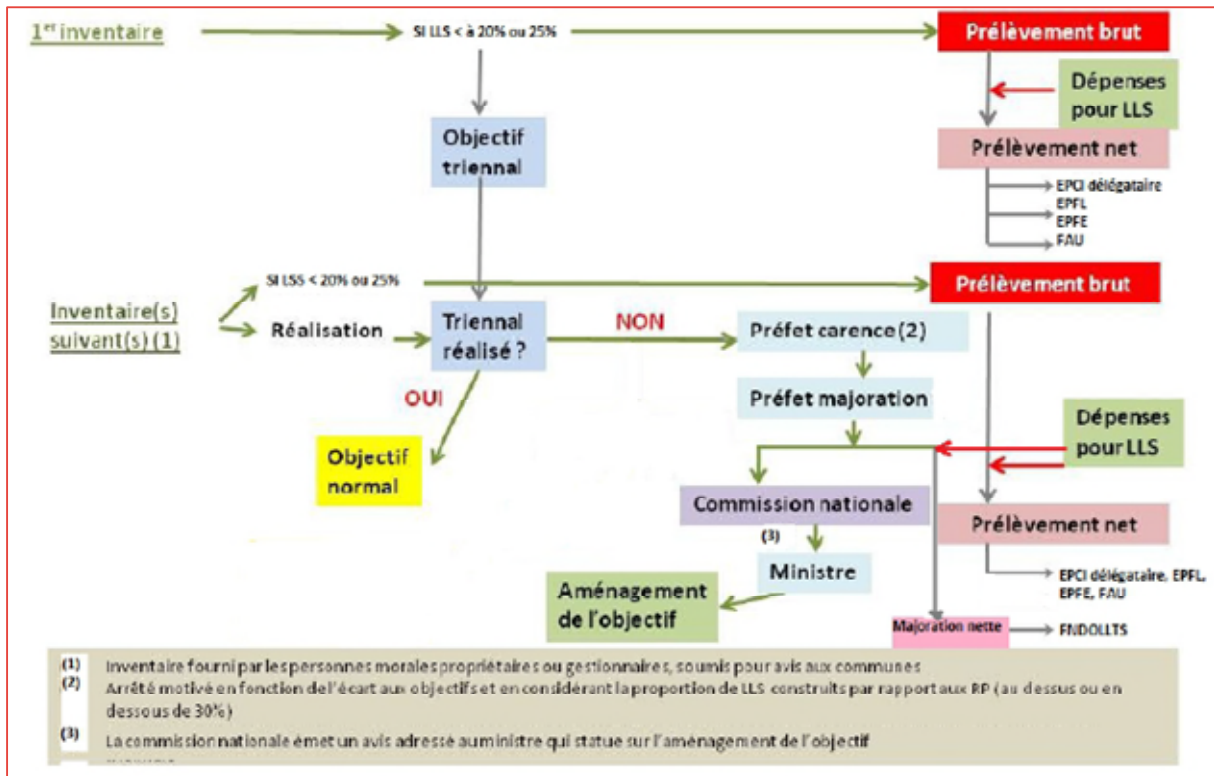 1er inventaire
SI LLS < à 20% ou 25%
Prélèvement brut
Dépenses
pour LLS
Objectif
triennal
Prélèvement net
EPCI délégataire
EPFL
EPFE
FAU
SI LSS < 20% ou 25%
Prélèvement brut
Inventaire(s)
suivant(s) (1)
Réalisation
Triennal
réalisé ?
NON
Préfet carence (2)
OUI
Préfet majoration
Dépenses
pour LLS
Objectif
normal
Commission nationale
Prélèvement net
(3)
Ministre
EPCI délégataire, EPFL,
EPFE, FAU
Aménagement
de l'objectif
Majoration nette
FNDOLLTS
(1) Inventaire fourni par les personnes morales propriétaires ou gestionnaires, soumis pour avis aux communes
(2) Arrêté motivé en fonction de l'écart aux objectifs et en considérant la proportion de LLS construits par rapport aux RP (au dessus ou en
dessous de 30%)
(3) La commission nationale émet un avis adressé au ministre qui statue sur l'aménagement de l'objectif